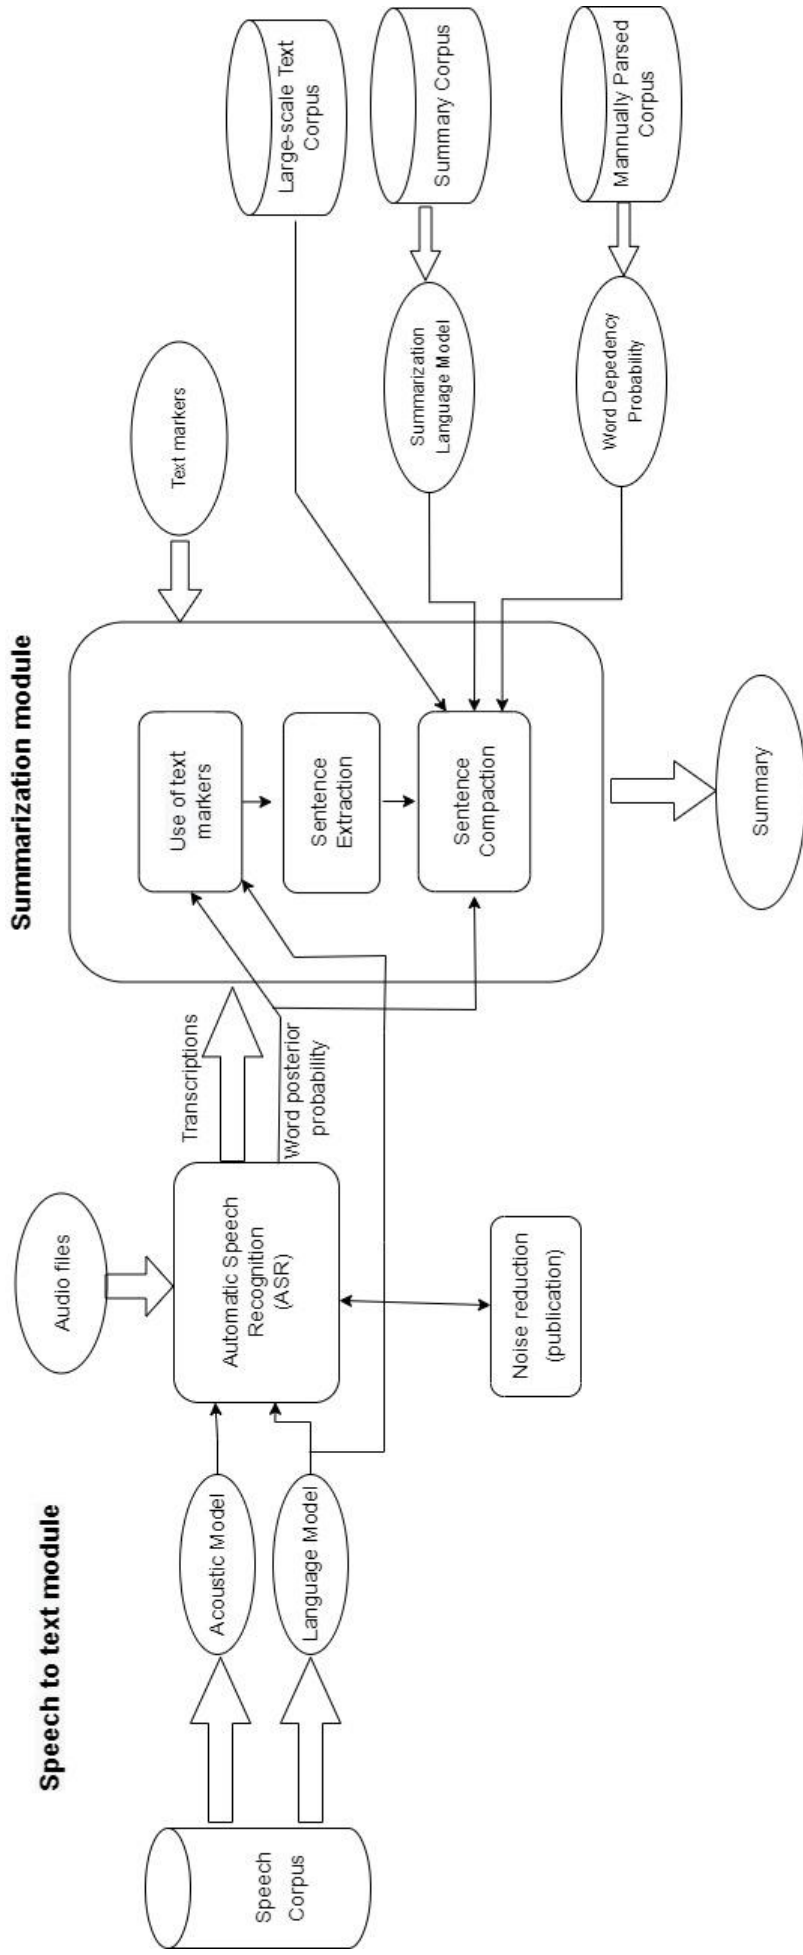 Speech to text module
Summarization module
Speech
Corpus
Acoustic Model
Language Model
Audio files
Automatic Speech
Recognition
(ASR)
Noise reduction
(publication)
Transcriptions
Word posterior
probability
Use of text
markers
Sentence
Extraction
Sentence
Compaction
Text markers
Summary
Large-scale Text
Corpus
Summarization
Language Model
Summary Corpus
Word Depedency
Probability
Mannually Parsed
Corpus